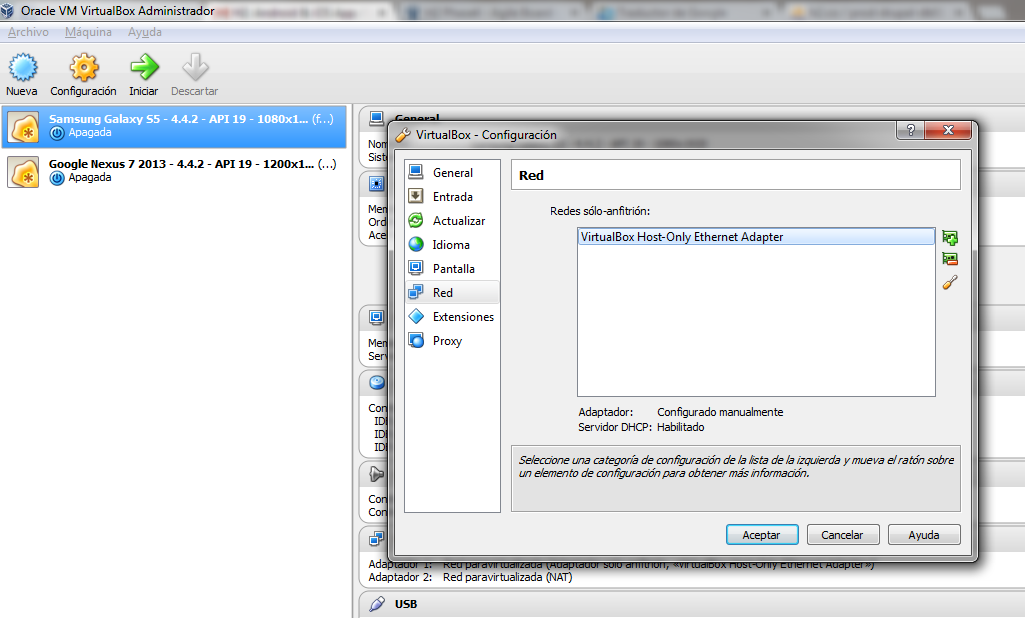 Oracle VM VirtualBox Administrador
Archivo Máquina Ayuda
Nueva Configuración Iniciar Descartar
Samsung Galaxy S5 - 4.4.2 - API 19 - 1080x1... (f...)
Apagada
Google Nexus 7 2013 - 4.4.2 - API 19 - 1200x1... (...)
Apagada
General
Nom
Sist
Mem
Ord
Ace
Mem
Serv
Con
IDE
IDE
IDE
Con
Con
Adaptador 1: Red paravirtualizada (Adaptador sólo anfitrión, «VirtualBox Host-Only Ethernet Adapter»)
Adaptador 2: Red paravirtualizada (NAT)
USB
VirtualBox - Configuración
General
Entrada
Actualizar
Idioma
Pantalla
Red
Extensiones
Proxy
Red
Redes sólo-anfitrión:
VirtualBox Host-Only Ethernet Adapter
Adaptador: Configurado manualmente
Servidor DHCP: Habilitado
Seleccione una categoría de configuración de la lista de la izquierda y mueva el ratón sobre
un elemento de configuración para obtener más información.
Aceptar Cancelar Ayuda